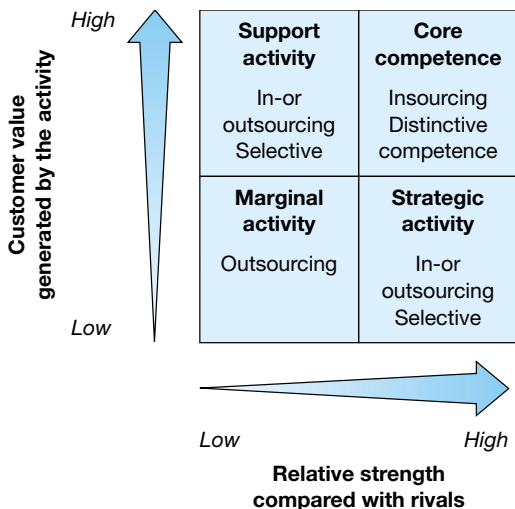 High
Customer value
generated by the activity
Low
Support
activity
In-or
outsourcing
Selective
Core
competence
Insourcing
Distinctive
competence
Marginal
activity
Outsourcing
Strategic
activity
In-or
outsourcing
Selective
Low
High
Relative strength
compared with rivals